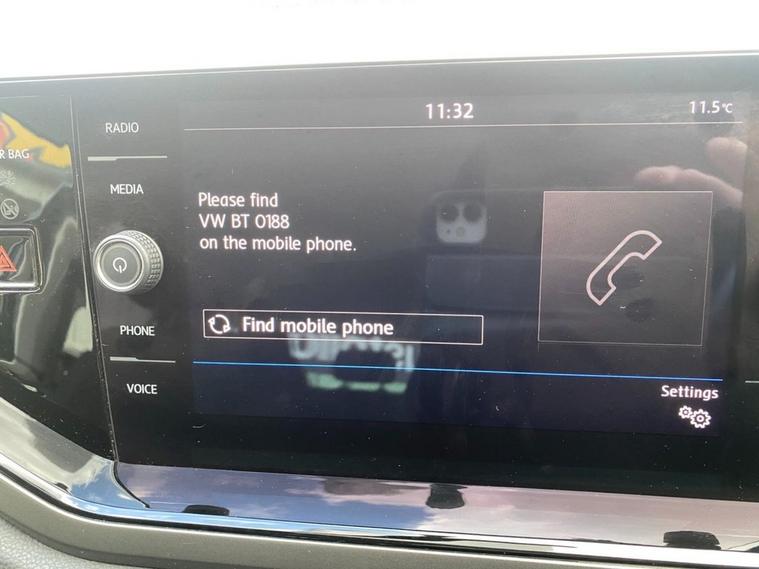 11:32
11.5°C
RADIO
R BAG
MEDIA
Please find
VW BT 0188
on the mobile phone.
Find mobile phone
PHONE
VOICE
Settings